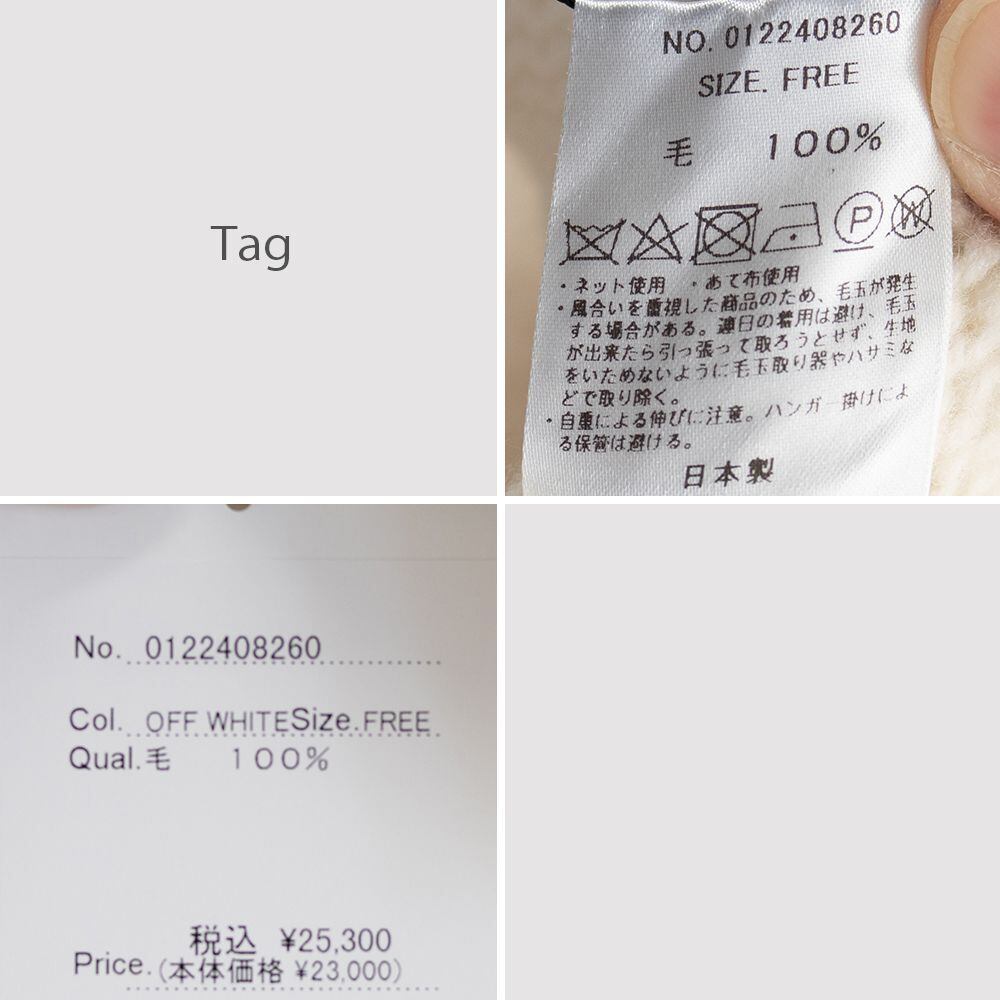 Tag
NO. 0122408260
SIZE. FREE
毛 100%
P W
・ネット使用 ・あて布使用
・風合いを重視した商品のため、毛玉が発生
する場合がある。連日の着用は避け、毛玉
が出来たら引っ張って取ろうとせず、生地
をいためないように毛玉取り器やハサミな
どで取り除く。
・自重による伸びに注意。ハンガー掛けによ
る保管は避ける。
日本製
No. 0122408260
Col. OFF WHITE Size. FREE
Qual. 毛 100%
税込 ¥25,300
Price. (本体価格 ¥23,000)